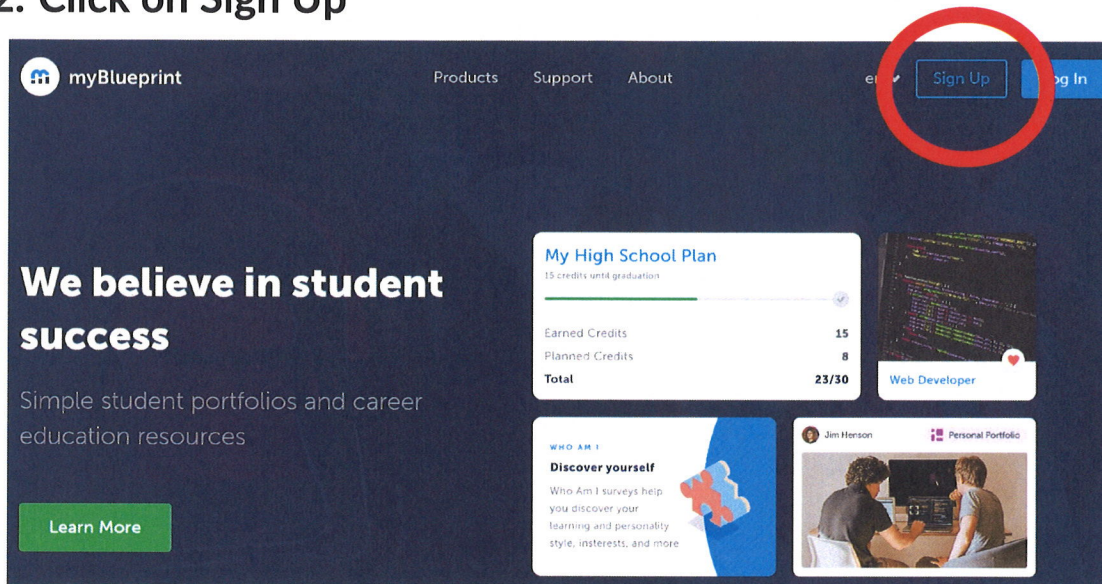 2. Click on Sign Up
myBlueprint
Products Support About
Sign Up
Log In
We believe in student
success
Simple student portfolios and career
education resources
Learn More
My High School Plan
15 credits until graduation
Earned Credits 15
Planned Credits 8
Total 23/30
Web Developer
WHO AM I
Discover yourself
Who Am I surveys help
you discover your
learning and personality
style, insterests, and more
Jim Henson
Personal Portfolio